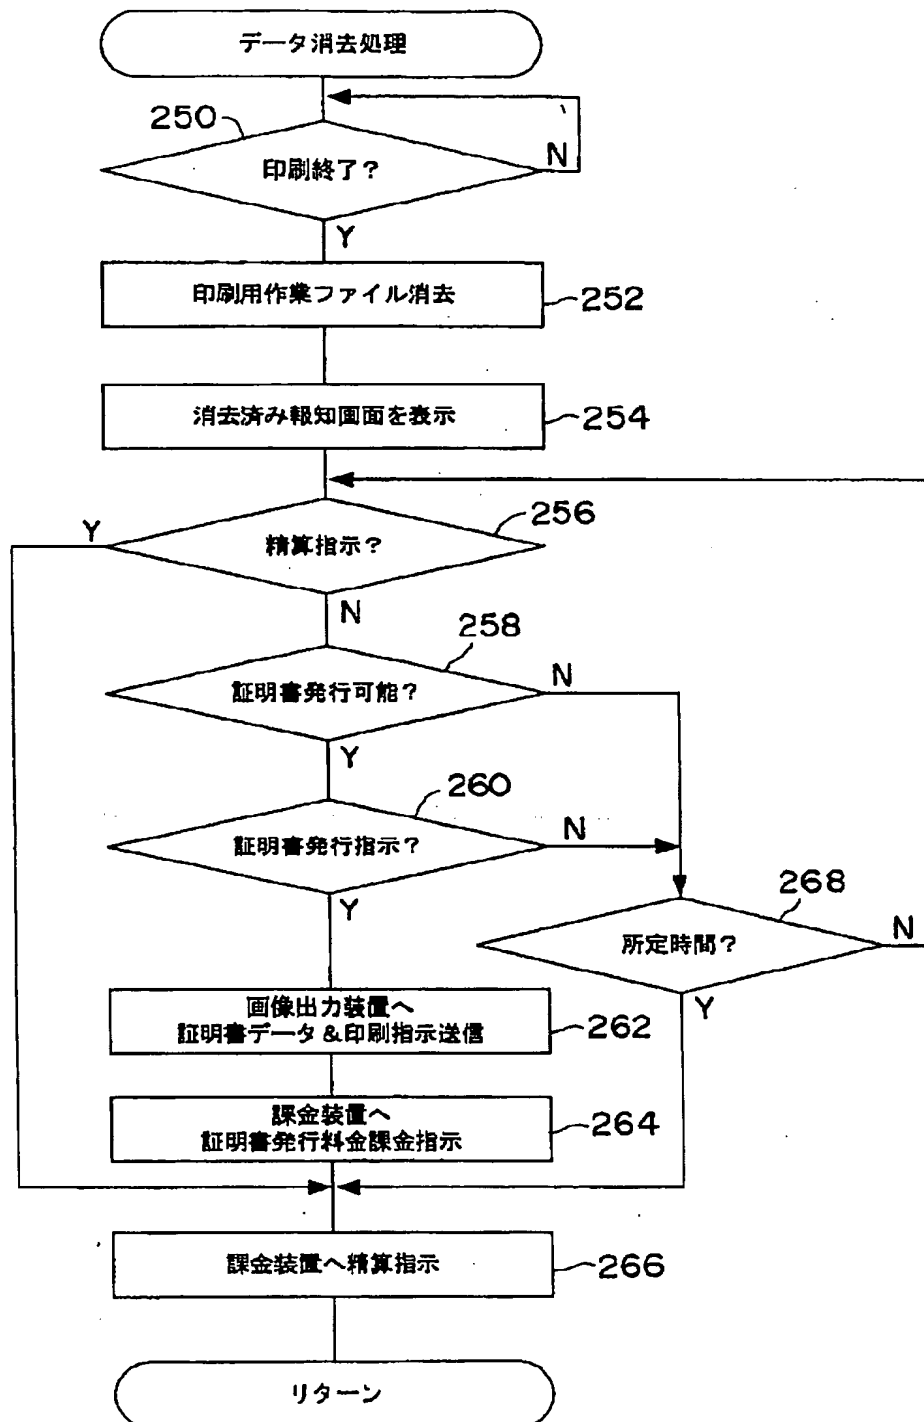 データ消去処理
250
印刷終了?
N
Y
印刷用作業ファイル消去
252
消去済み報知画面を表示
254
256
Y
精算指示?
N
258
証明書発行可能?
N
Y
260
証明書発行指示?
N
Y
268
所定時間?
N
Y
画像出力装置へ
証明書データ&印刷指示送信
262
課金装置へ
証明書発行料金課金指示
264
課金装置へ精算指示
266
リターン